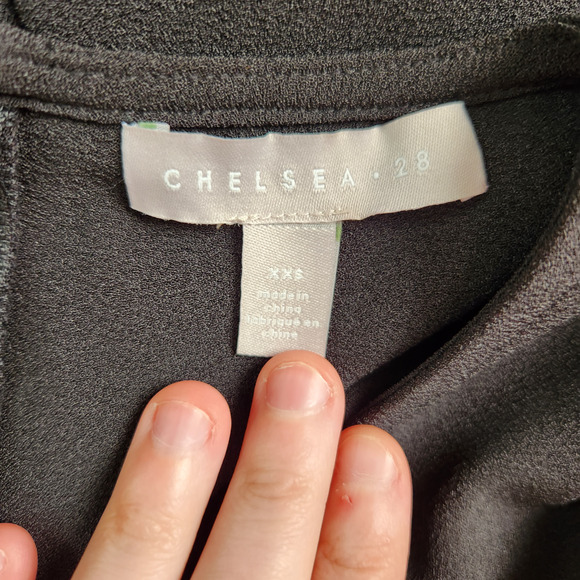 CHELSEA · 28
XXS
made in
china
fabriqué en
chine